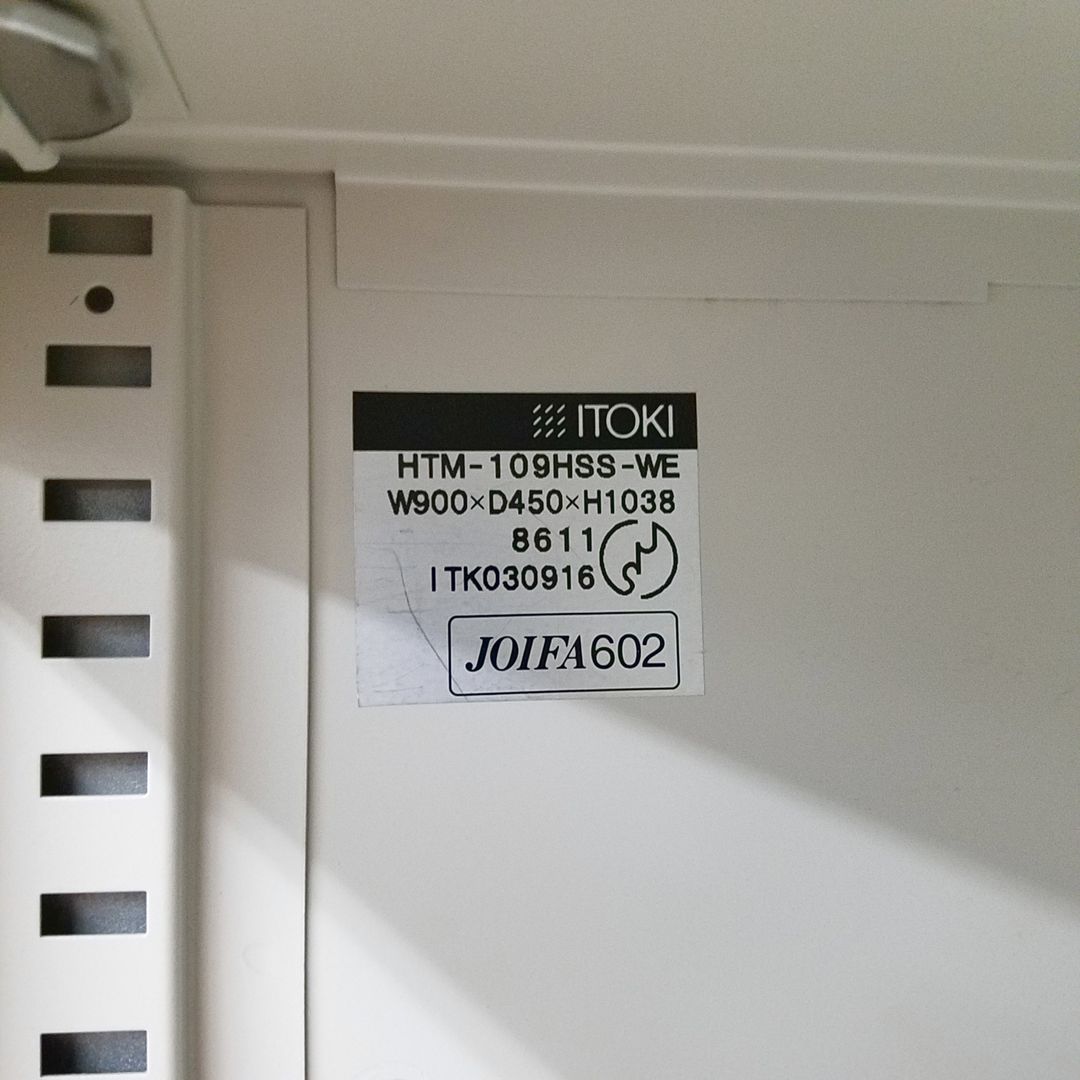 ITOKI
HTM-109HSS-WE
W900×D450×H1038
8611
ITK030916
JOIFA602